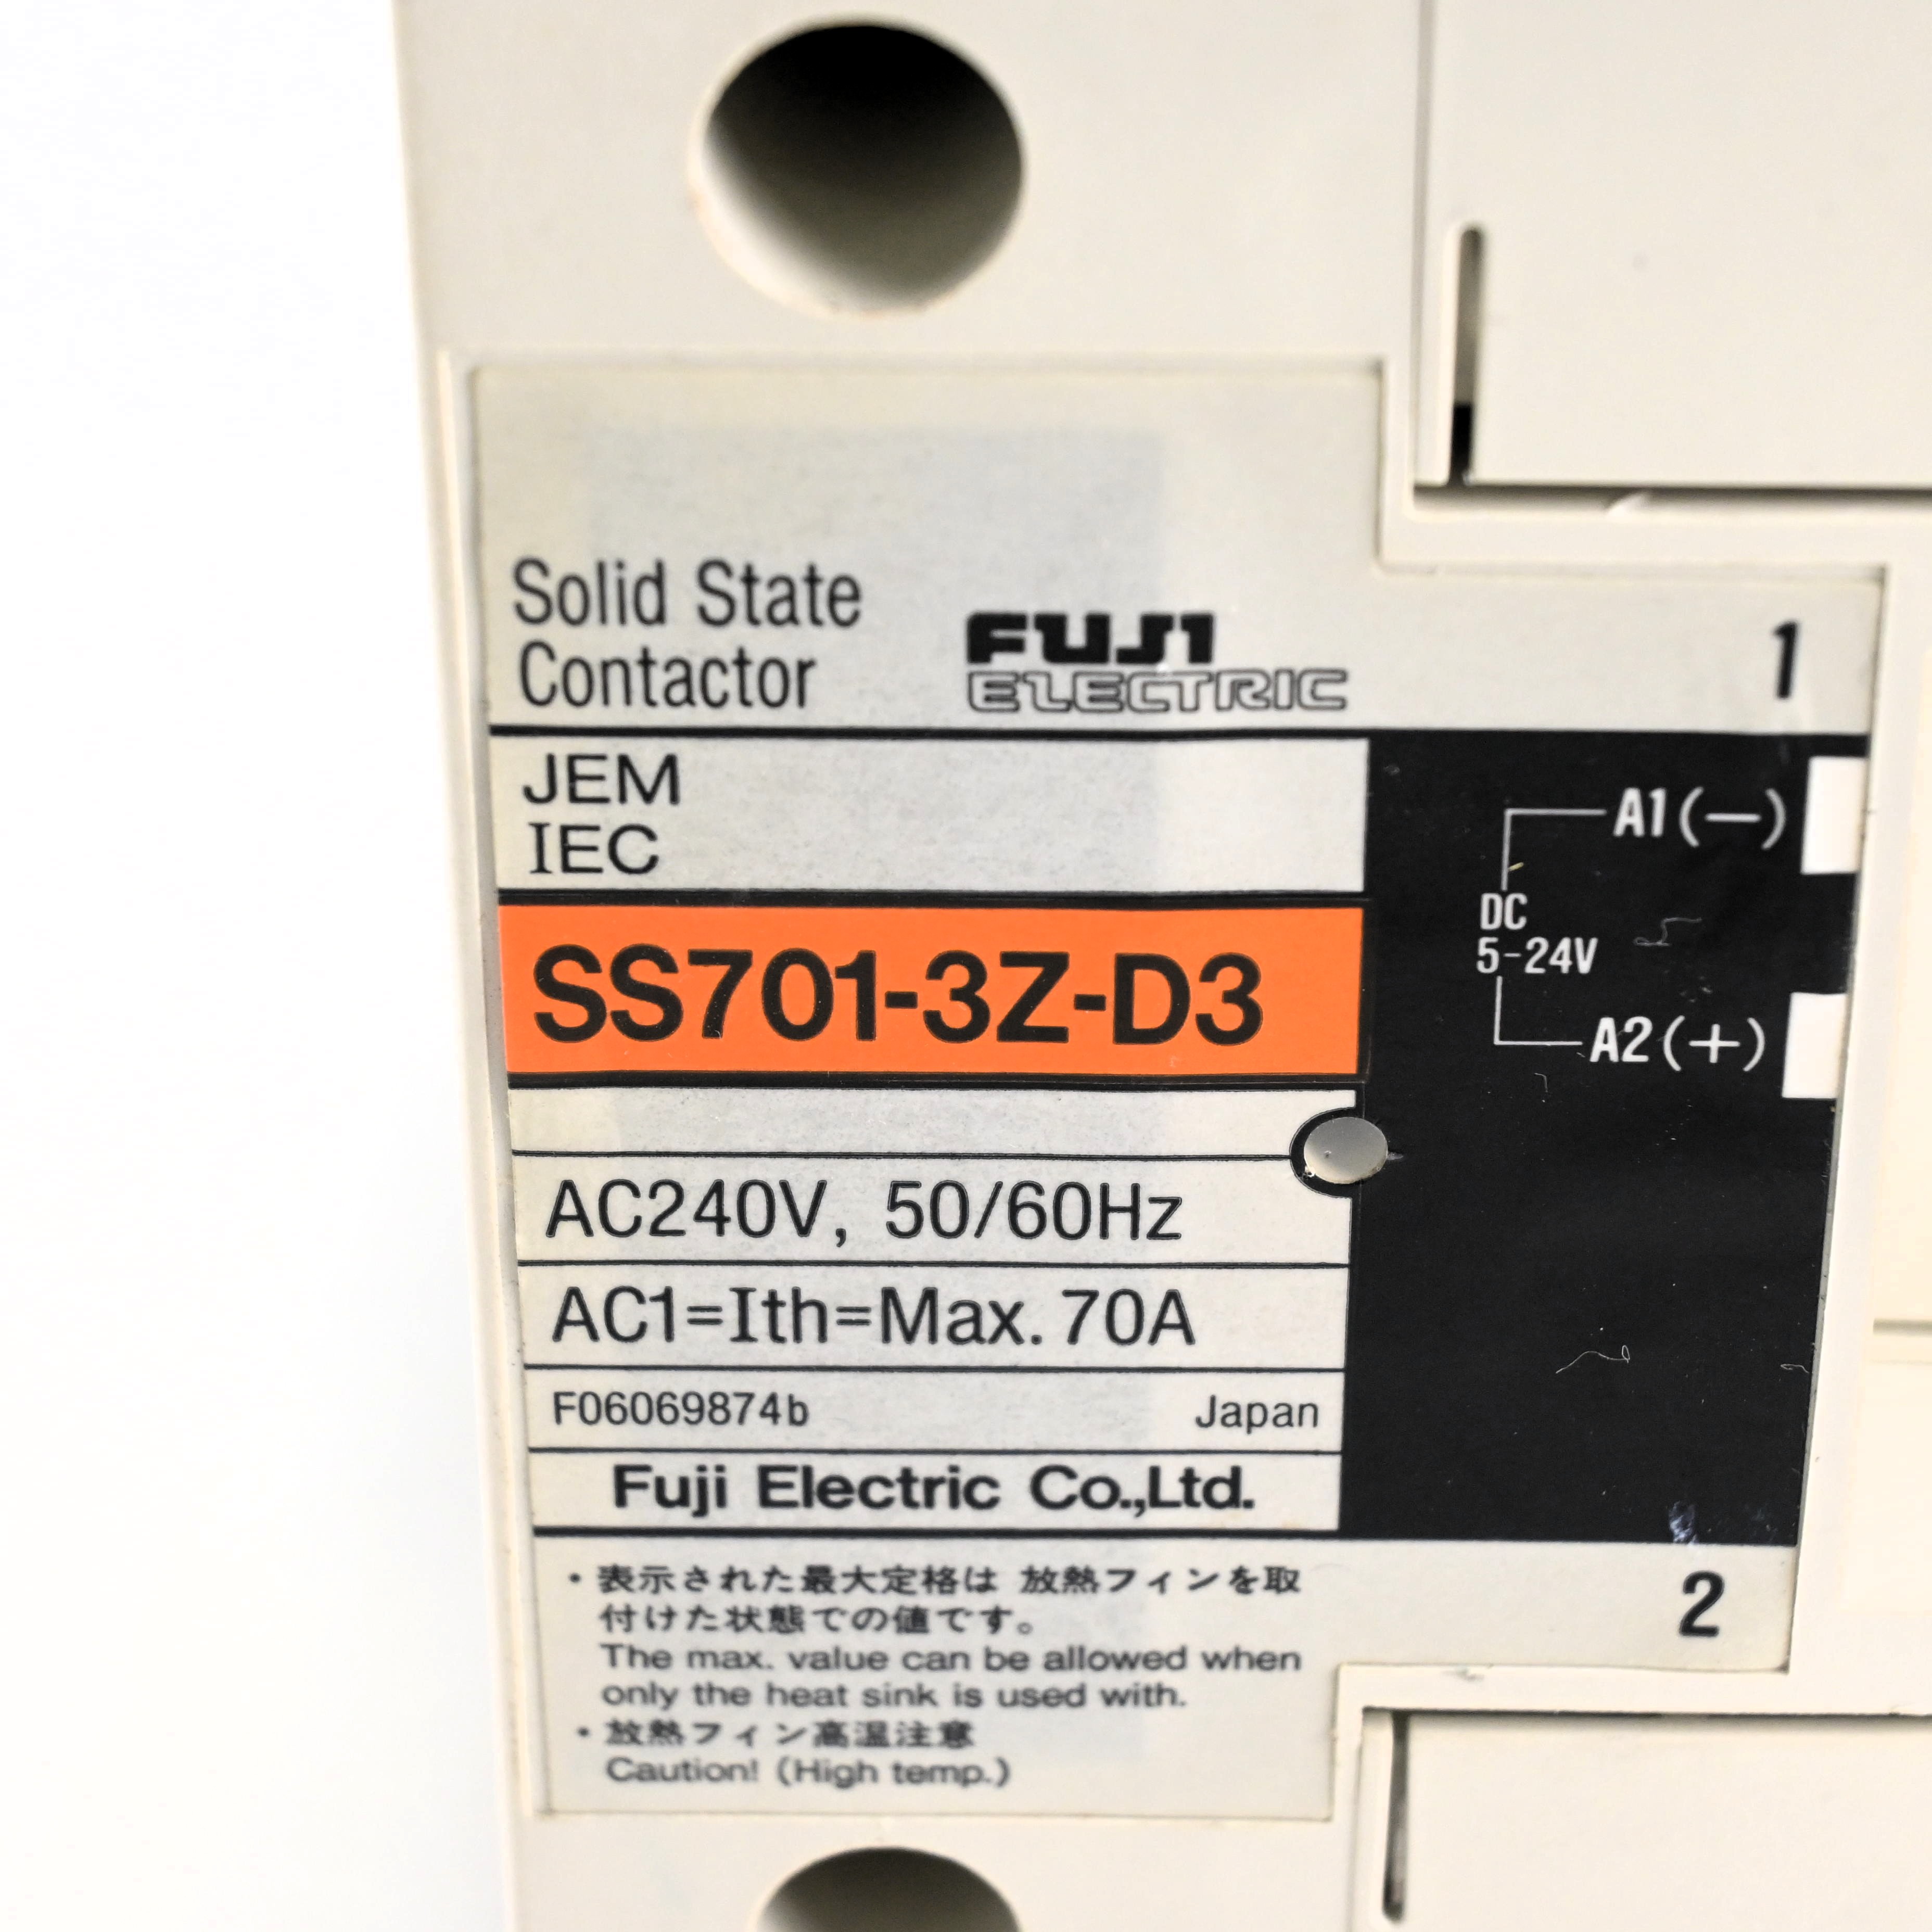 Solid State
Contactor
FUJI
ELECTRIC
1
JEM
IEC
A1(−)
DC
5-24V
A2(+)
SS701-3Z-D3
AC240V, 50/60Hz
AC1=Ith=Max. 70A
F06069874b Japan
Fuji Electric Co.,Ltd.
2
・表示された最大定格は 放熱フィンを取
付けた状態での値です。
The max. value can be allowed when
only the heat sink is used with.
・放熱フィン高温注意
Caution! (High temp.)